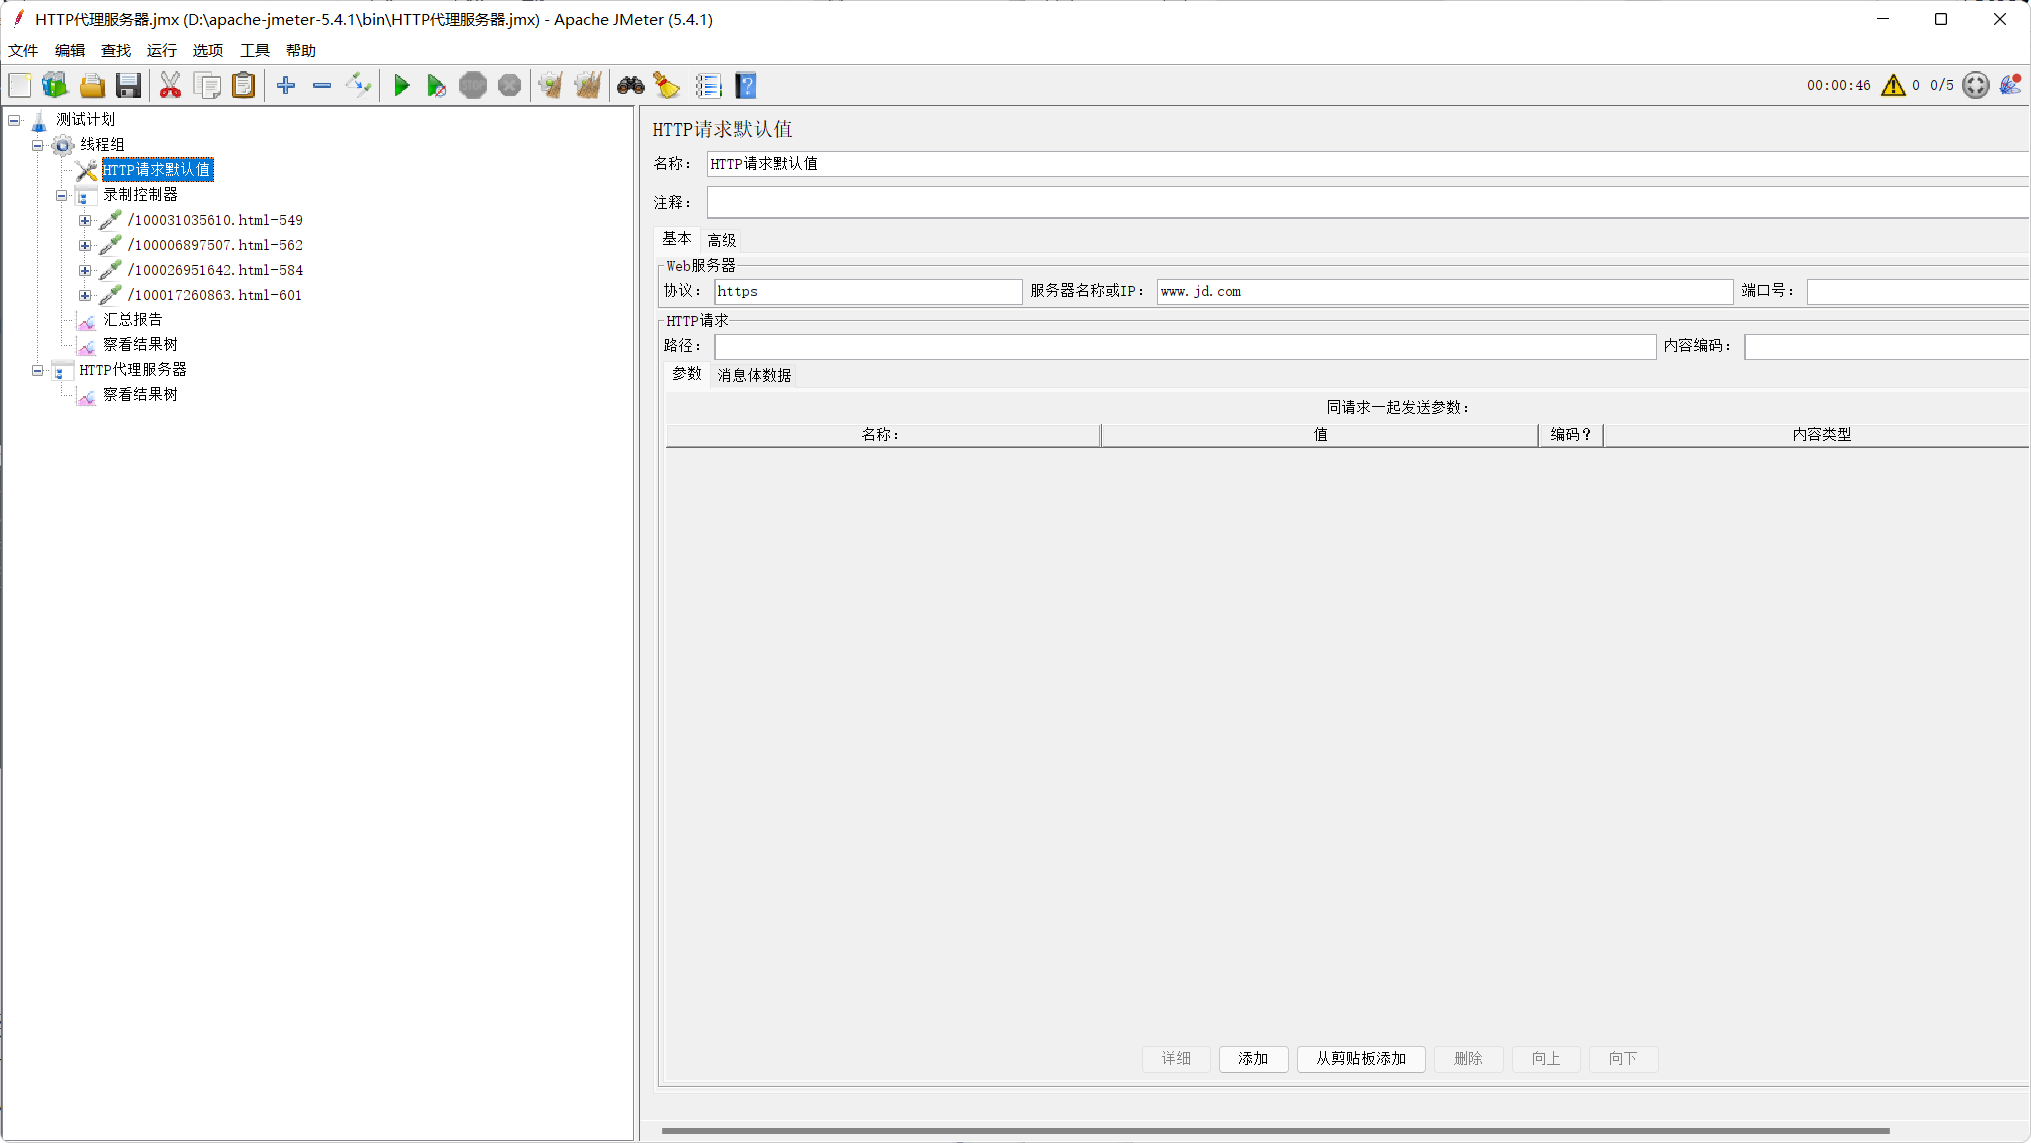 HTTP代理服务器.jmx (D:\apache-jmeter-5.4.1\bin\HTTP代理服务器.jmx) - Apache JMeter (5.4.1)
文件 编辑 查找 运行 选项 工具 帮助
STOP
00:00:46 0 0/5
测试计划
线程组
HTTP请求默认值
录制控制器
/100031035610.html-549
/100006897507.html-562
/100026951642.html-584
/100017260863.html-601
汇总报告
察看结果树
HTTP代理服务器
察看结果树
HTTP请求默认值
名称： HTTP请求默认值
注释：
基本 高级
Web服务器
协议： https 服务器名称或IP： www.jd.com 端口号：
HTTP请求
路径： 内容编码：
参数 消息体数据
同请求一起发送参数：
名称： 值 编码？ 内容类型
详细 添加 从剪贴板添加 删除 向上 向下